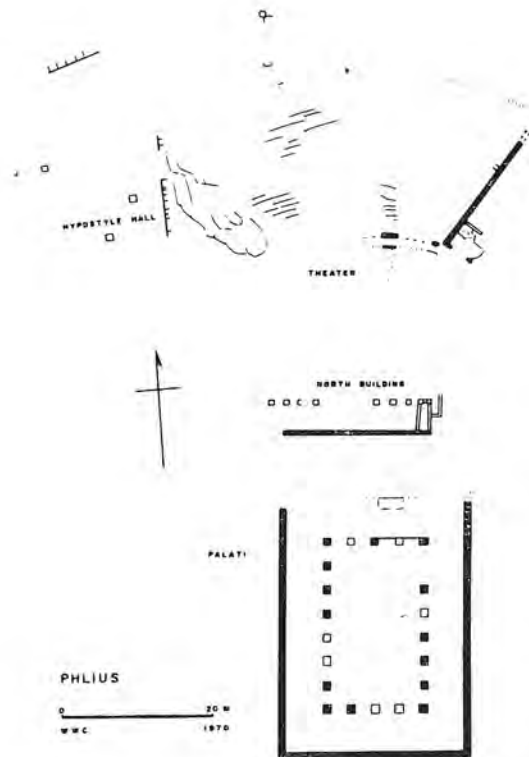 HYPOSTYLE HALL
THEATER
NORTH BUILDING
PALATI
PHLIUS
0 20 M
WWC 1970